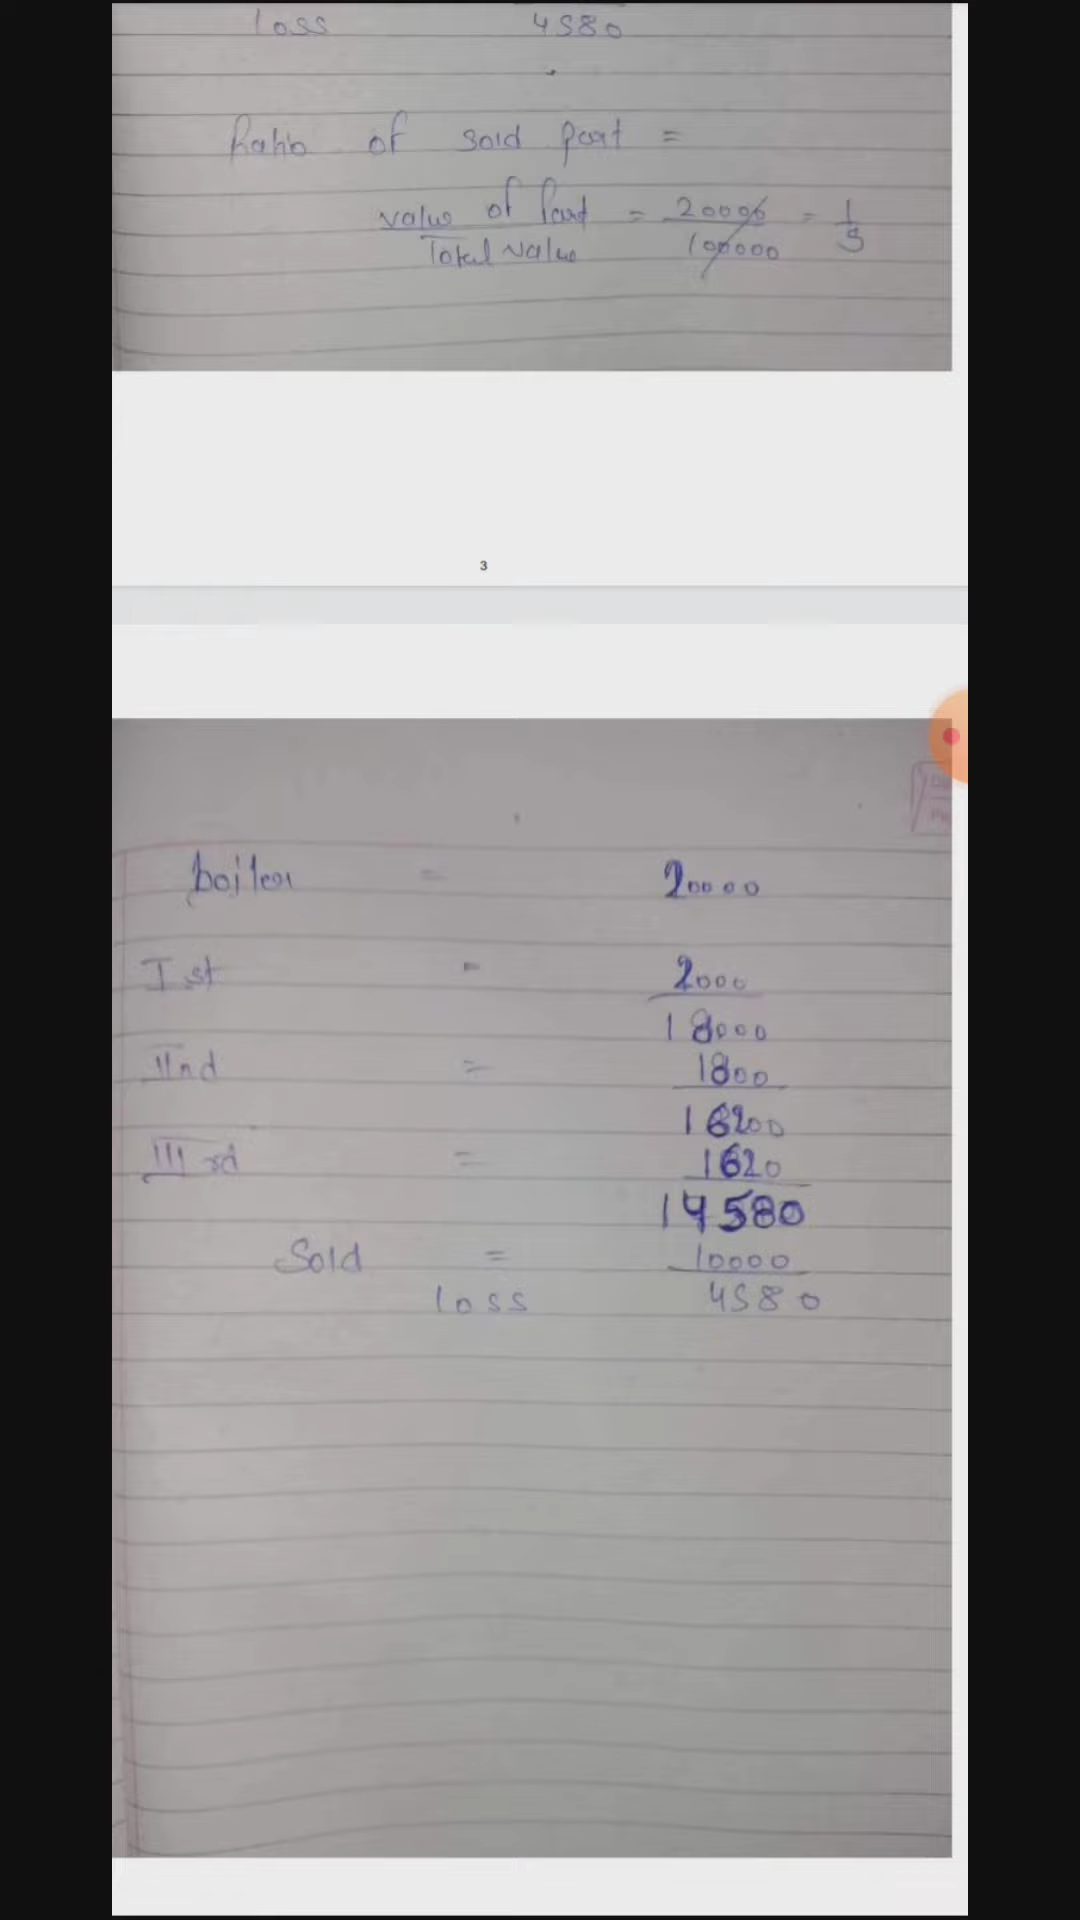 loss 4580
Ratio of sold part =
value of Part = 20000 = 1
Total value 100000 5
3
boiler = 20000
Ist - 2000
18000
IInd = 1800
16200
IIIrd = 1620
14580
Sold = 10000
loss 4580